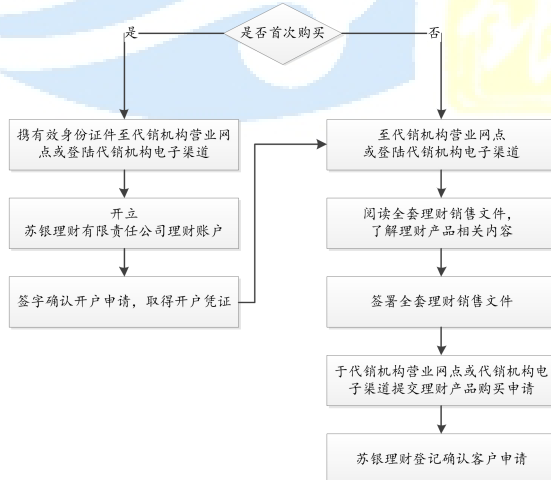 是否首次购买
是
否
携有效身份证件至代销机构营业网
点或登陆代销机构电子渠道
开立
苏银理财有限责任公司理财账户
签字确认开户申请，取得开户凭证
至代销机构营业网点
或登陆代销机构电子渠道
阅读全套理财销售文件，
了解理财产品相关内容
签署全套理财销售文件
于代销机构营业网点或代销机构电
子渠道提交理财产品购买申请
苏银理财登记确认客户申请